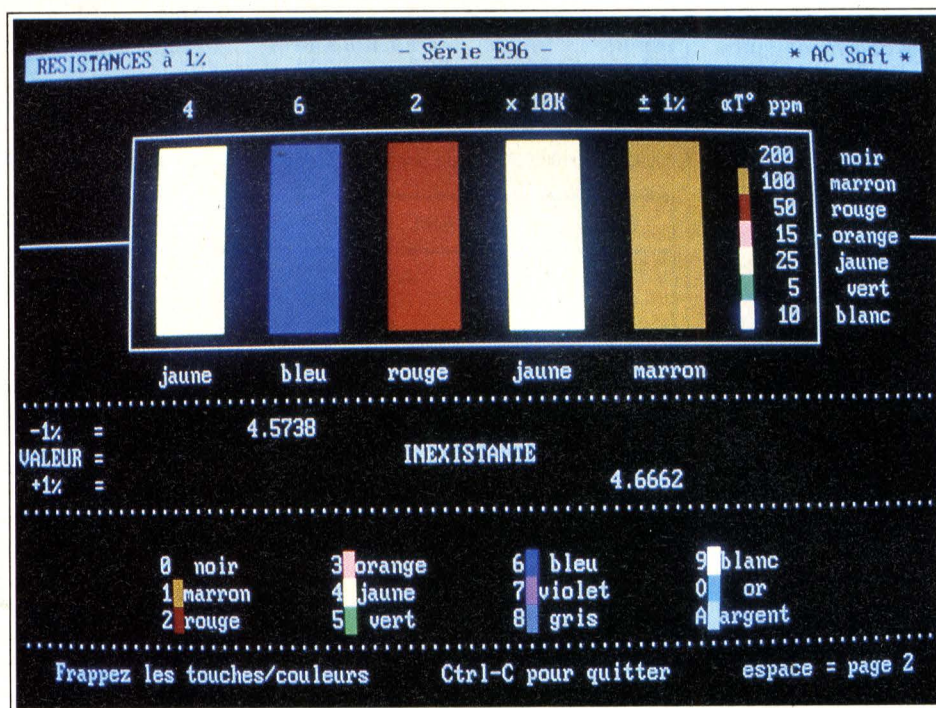 RESISTANCES à 1% - Série E96 - * AC Soft *
4 6 2 x 10K ± 1% αT° ppm
200 noir
100 marron
50 rouge
15 orange
25 jaune
5 vert
10 blanc
jaune bleu rouge jaune marron
-1% = 4.5738
VALEUR = INEXISTANTE
+1% = 4.6662
0 noir 3 orange 6 bleu 9 blanc
1 marron 4 jaune 7 violet O or
2 rouge 5 vert 8 gris A argent
Frappez les touches/couleurs Ctrl-C pour quitter espace = page 2